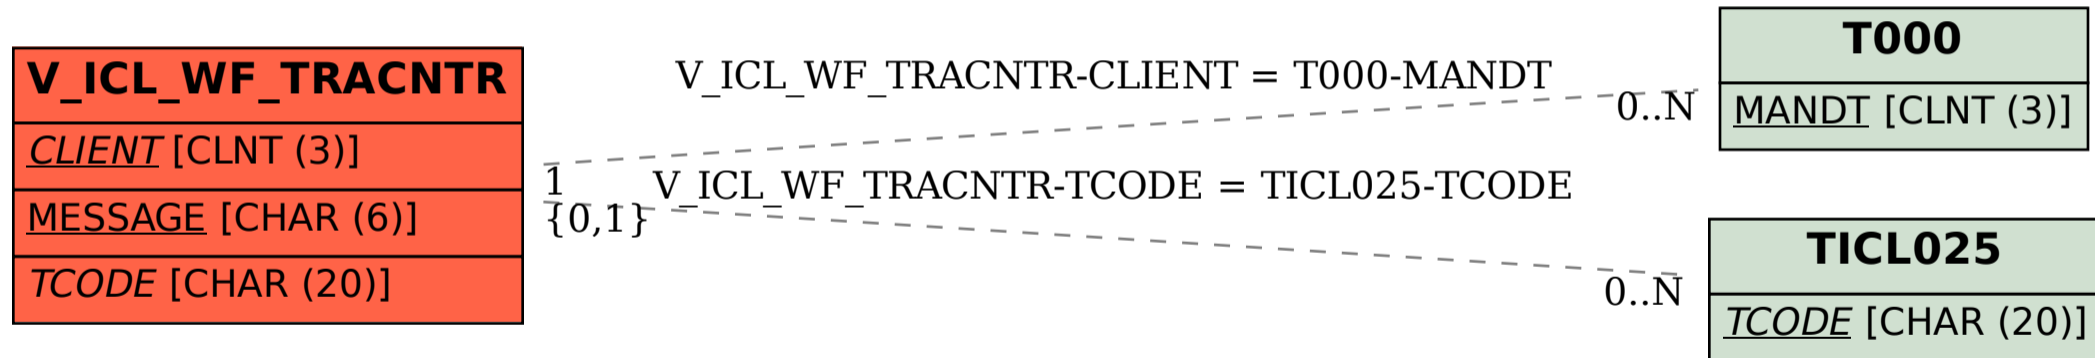 V_ICL_WF_TRACNTR
CLIENT [CLNT (3)]
MESSAGE [CHAR (6)]
TCODE [CHAR (20)]
V_ICL_WF_TRACNTR-CLIENT = T000-MANDT
0..N
1
V_ICL_WF_TRACNTR-TCODE = TICL025-TCODE
{0,1}
0..N
T000
MANDT [CLNT (3)]
TICL025
TCODE [CHAR (20)]